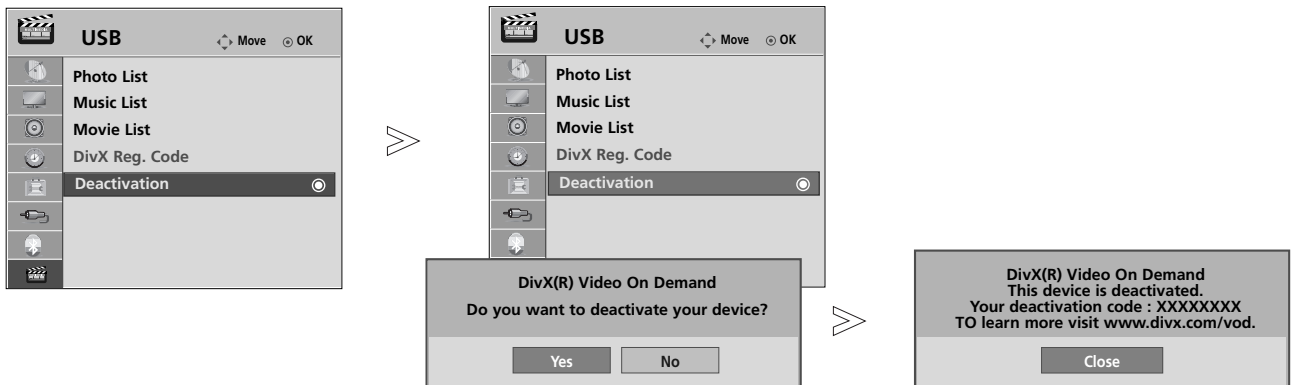 USB
Move OK
Photo List
Music List
Movie List
DivX Reg. Code
Deactivation
USB
Move OK
Photo List
Music List
Movie List
DivX Reg. Code
Deactivation
DivX(R) Video On Demand
Do you want to deactivate your device?
Yes No
DivX(R) Video On Demand
This device is deactivated.
Your deactivation code : XXXXXXXX
TO learn more visit www.divx.com/vod.
Close